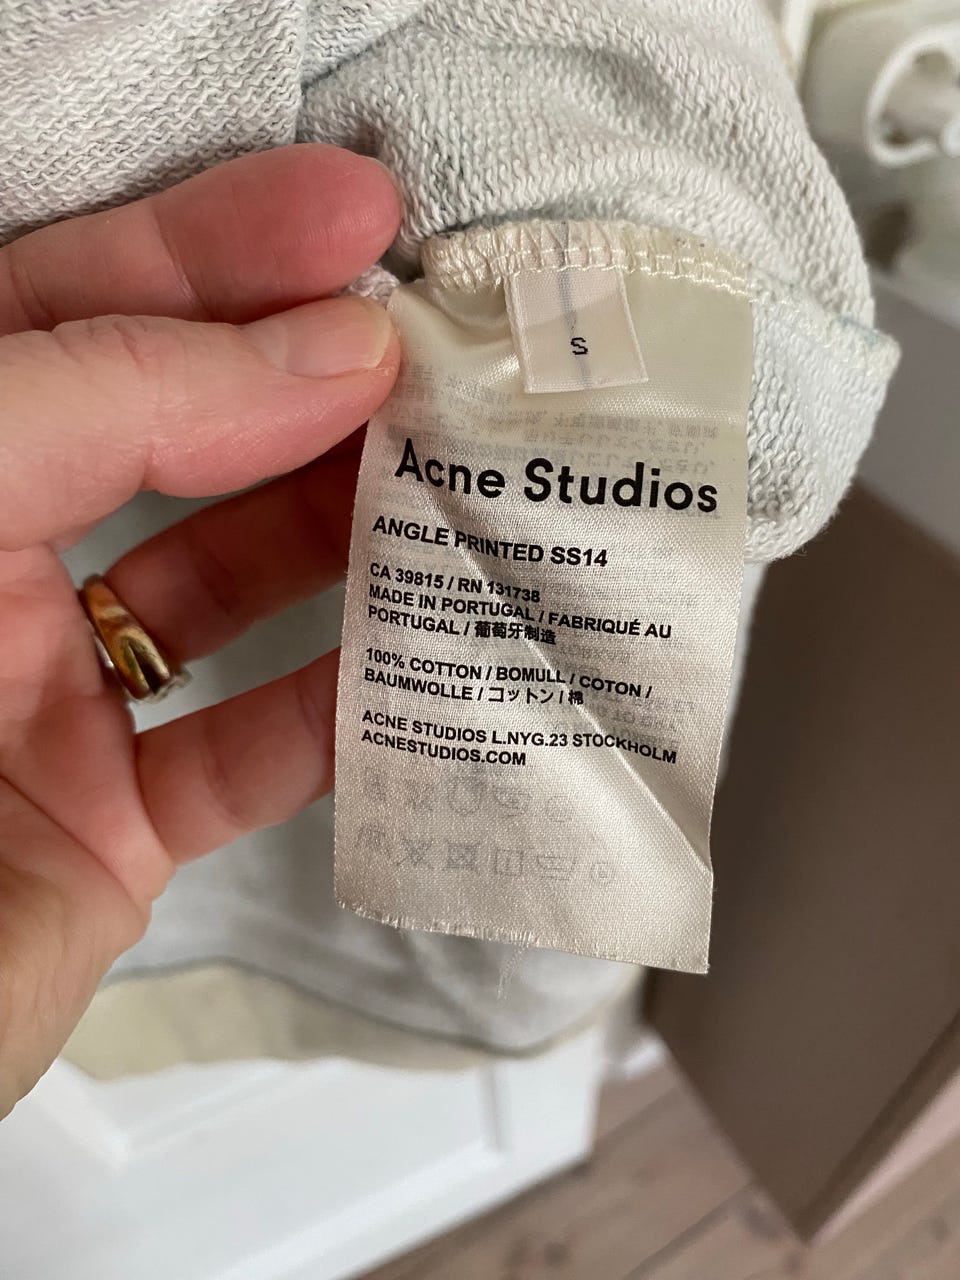 S
Acne Studios
ANGLE PRINTED SS14
CA 39815 / RN 131738
MADE IN PORTUGAL / FABRIQUÉ AU
PORTUGAL / 葡萄牙制造
100% COTTON / BOMULL / COTON /
BAUMWOLLE / コットン / 棉
ACNE STUDIOS L.NYG.23 STOCKHOLM
ACNESTUDIOS.COM